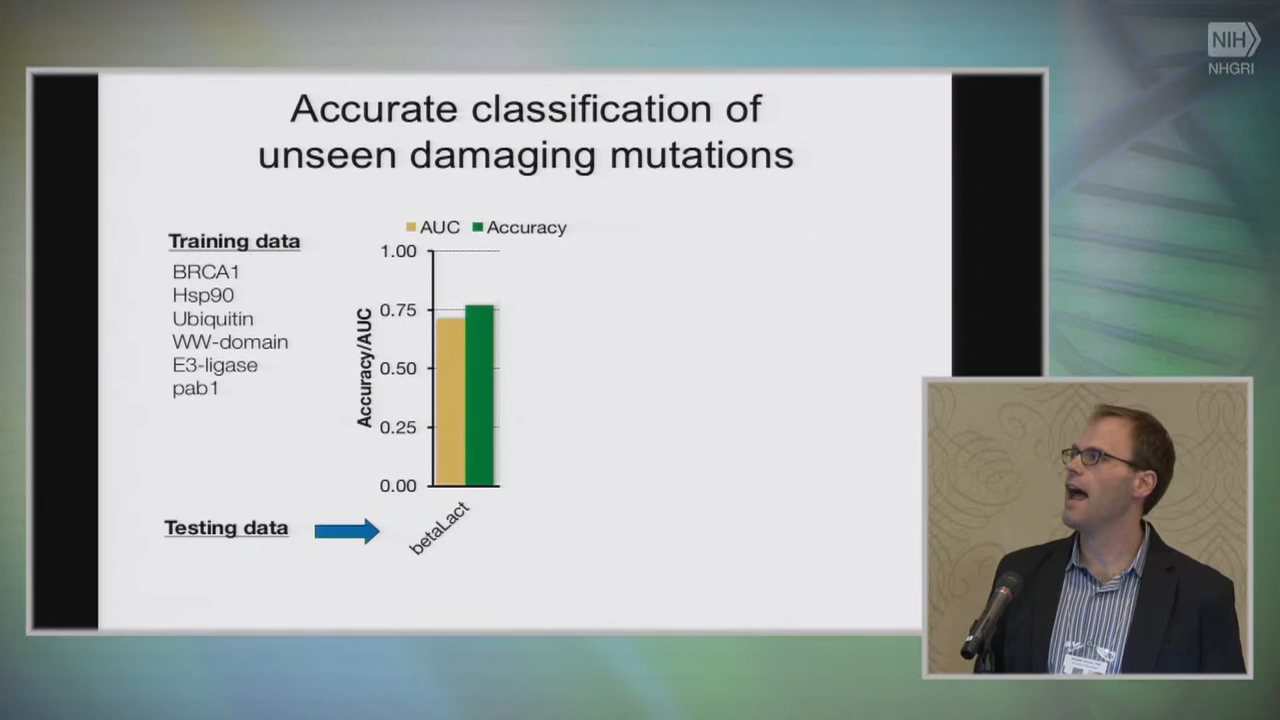 NIH
NHGRI
Accurate classification of
unseen damaging mutations
Training data
BRCA1
Hsp90
Ubiquitin
WW-domain
E3-ligase
pab1
AUC Accuracy
Accuracy/AUC
1.00
0.75
0.50
0.25
0.00
Testing data
betaLact